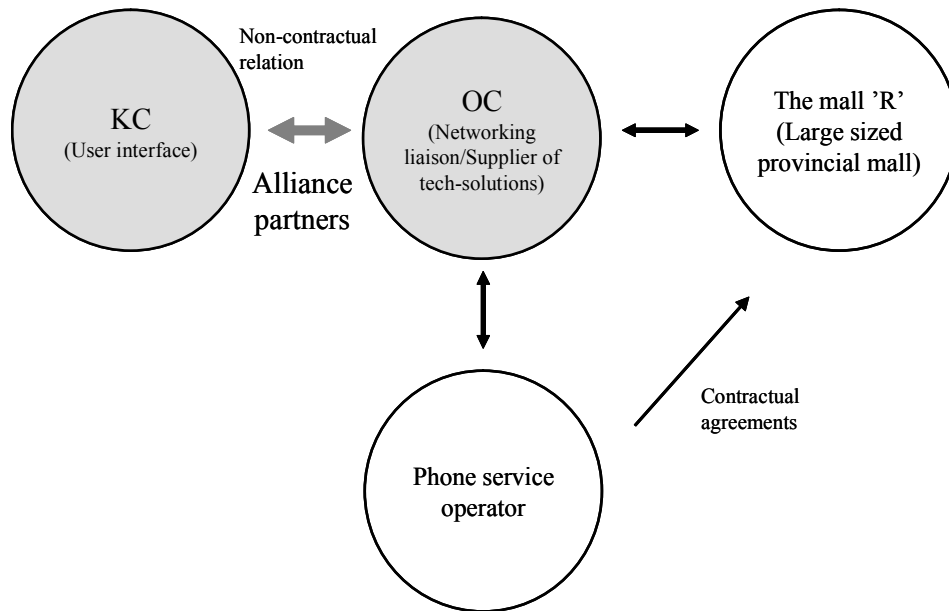 Non-contractual
relation
KC
(User interface)
Alliance
partners
OC
(Networking
liaison/Supplier of
tech-solutions)
The mall ’R’
(Large sized
provincial mall)
Contractual
agreements
Phone service
operator